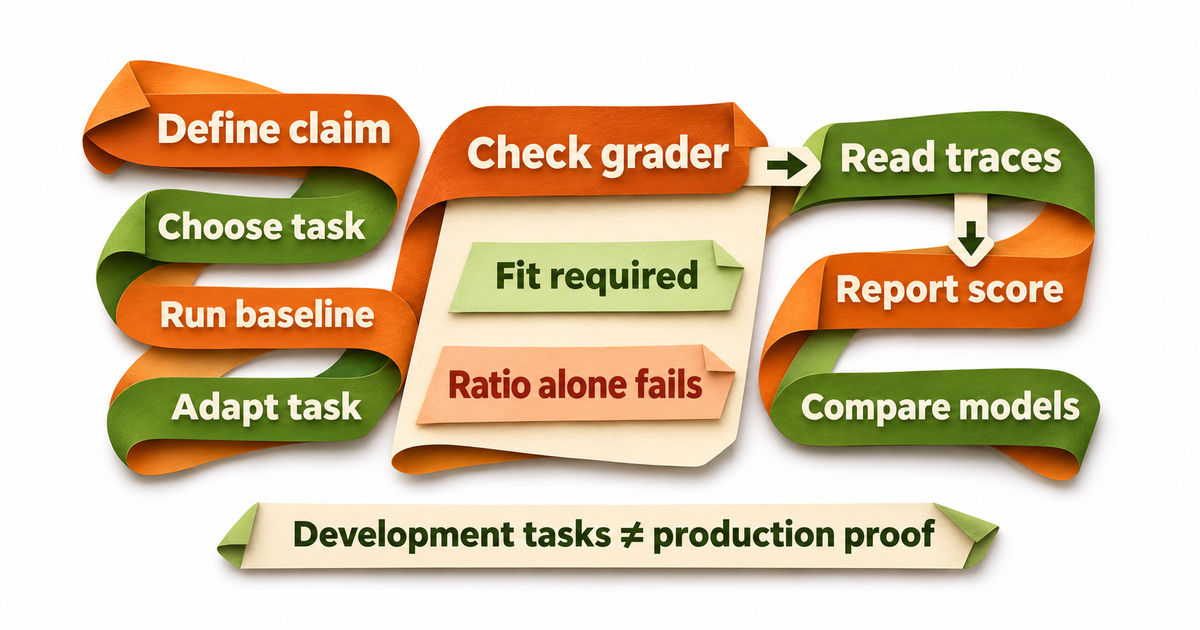 Define claim
Choose task
Run baseline
Adapt task
Check grader
Fit required
Ratio alone fails
Read traces
Report score
Compare models
Development tasks ≠ production proof